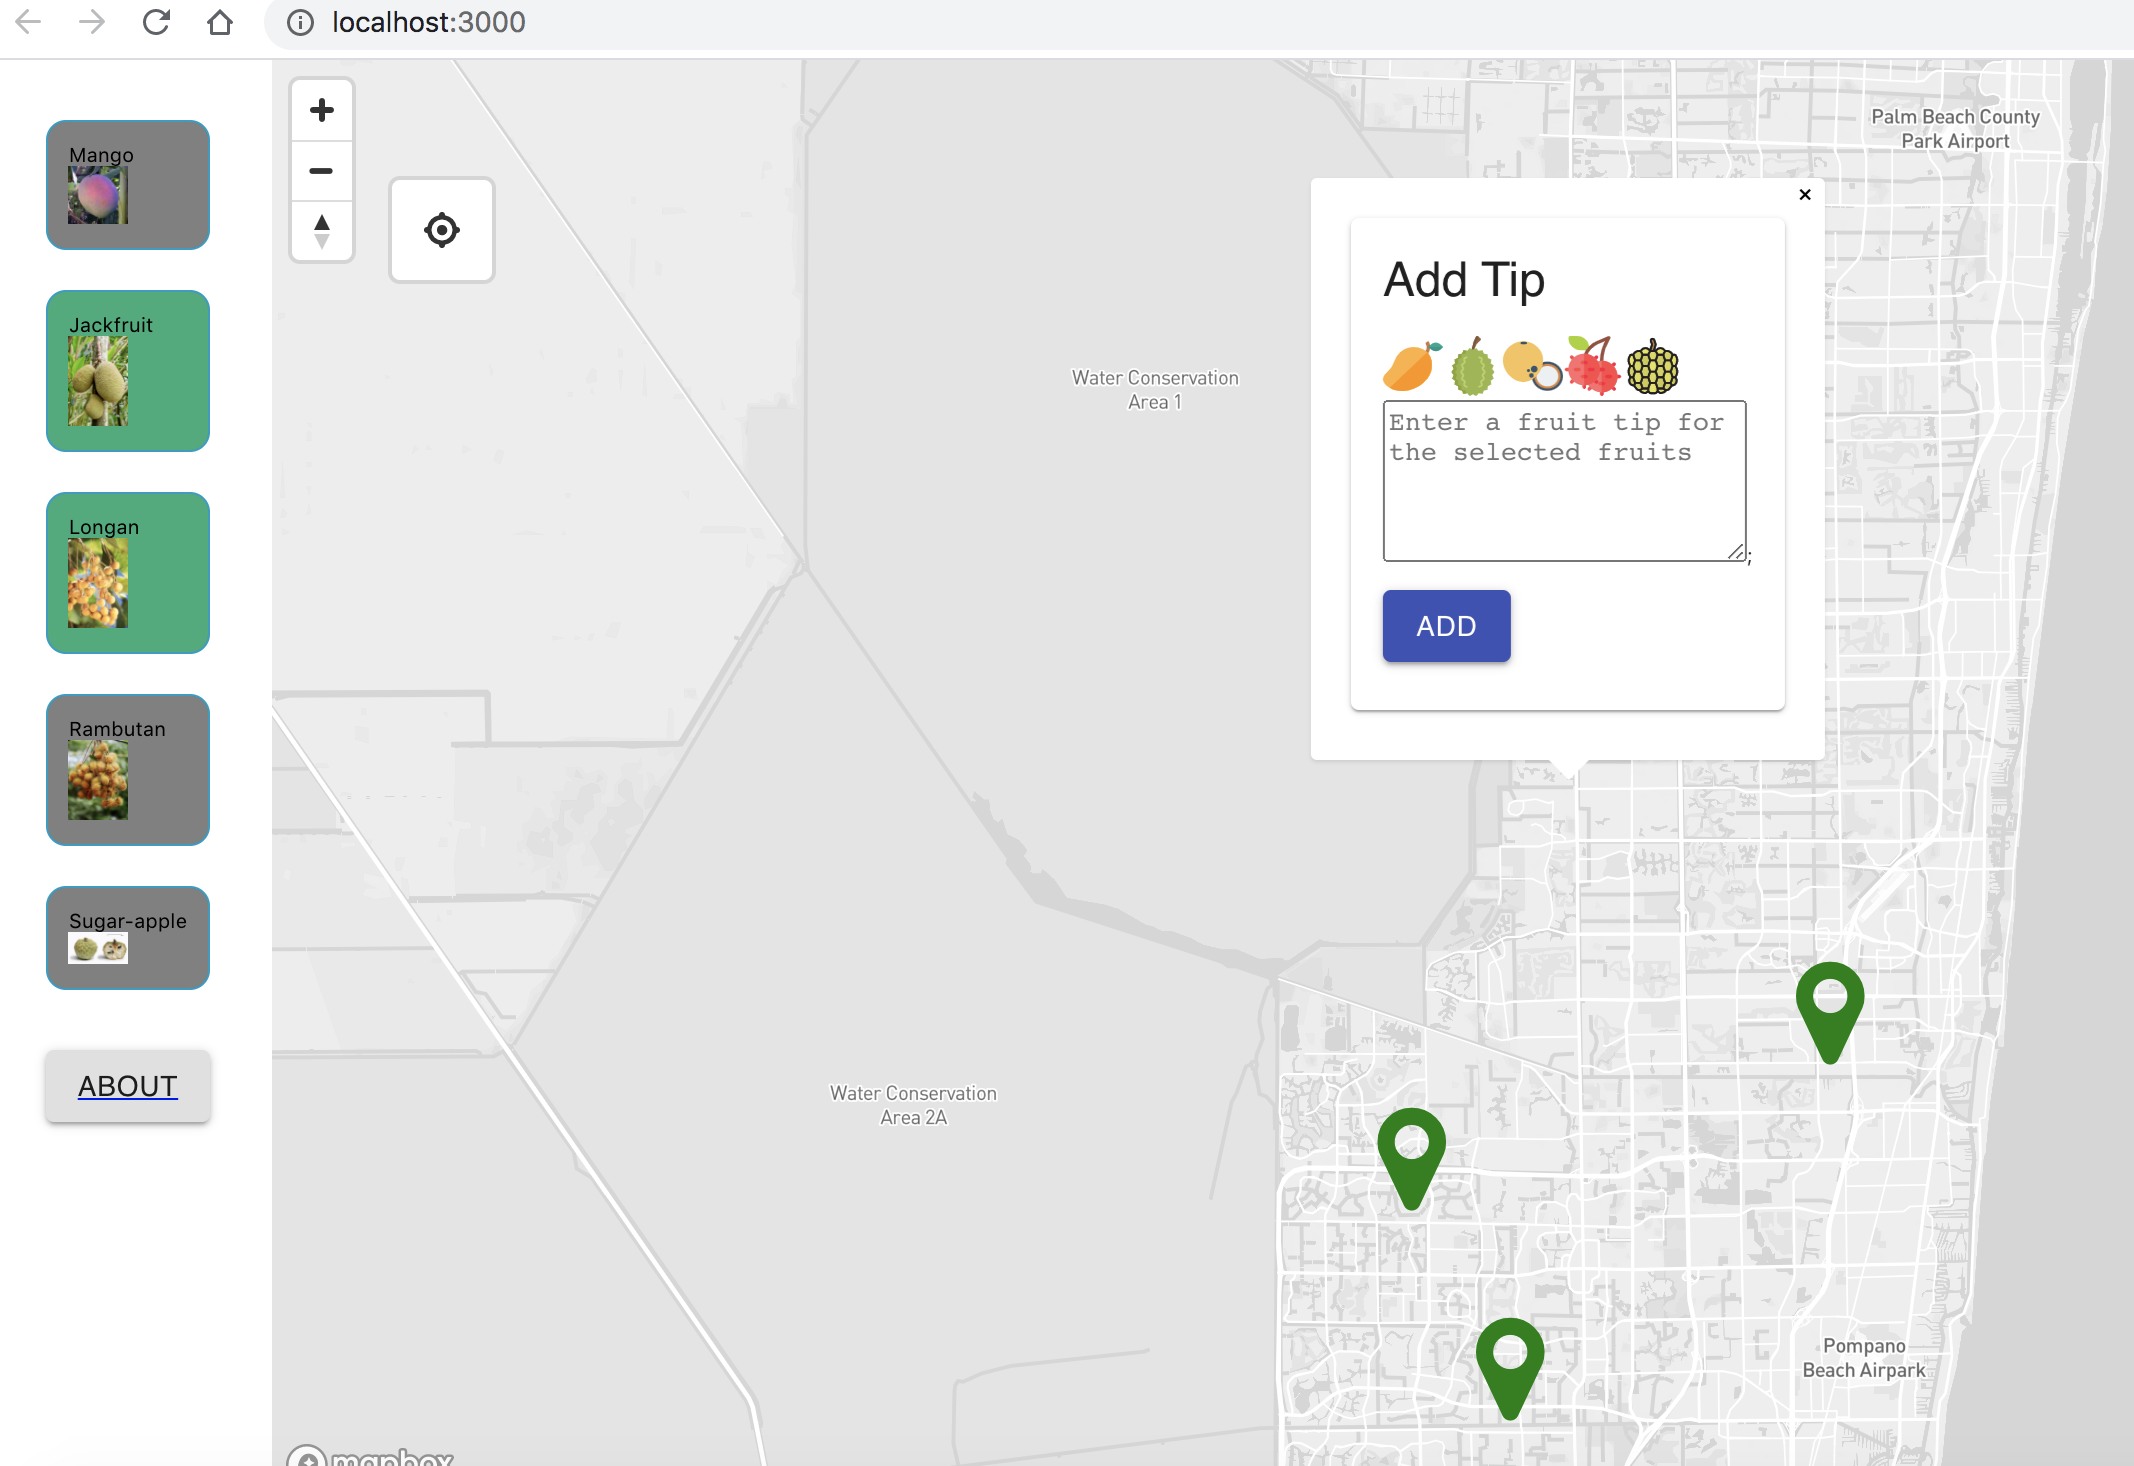 localhost:3000
Mango
Jackfruit
Longan
Rambutan
Sugar-apple
ABOUT
Palm Beach County
Park Airport
Water Conservation
Area 1
Add Tip
Enter a fruit tip for
the selected fruits
;
ADD
Water Conservation
Area 2A
Pompano
Beach Airpark
mapbox